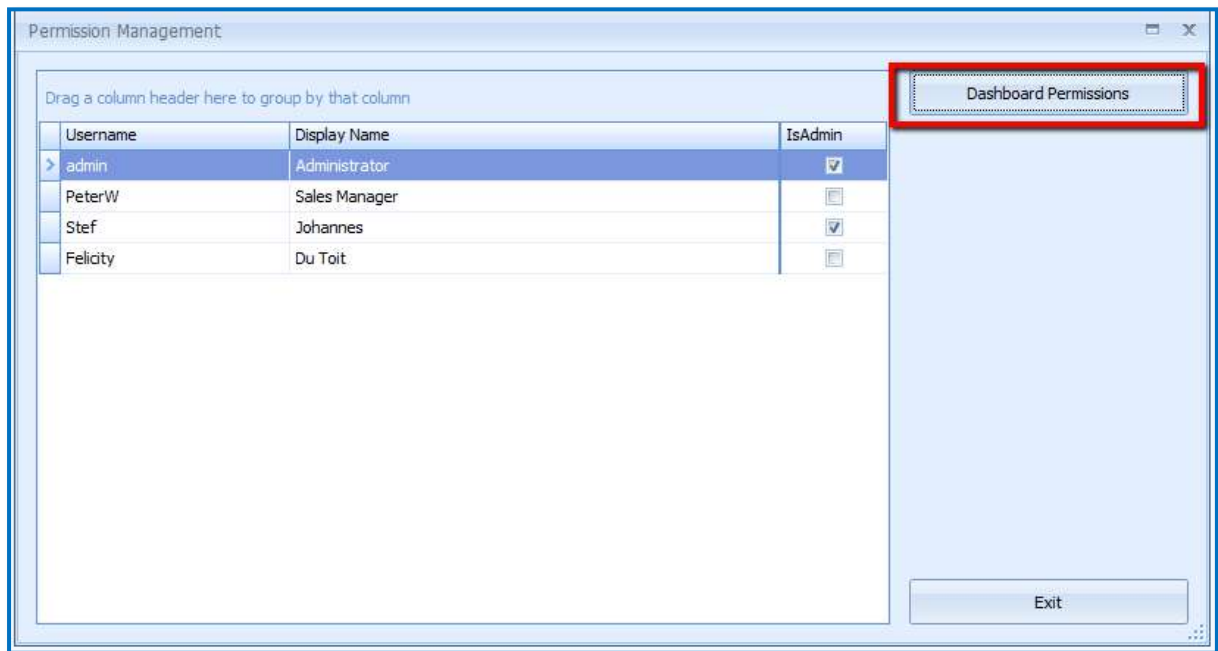 Permission Management
Drag a column header here to group by that column
Dashboard Permissions
Username Display Name IsAdmin
admin Administrator
PeterW Sales Manager
Stef Johannes
Felicity Du Toit
Exit